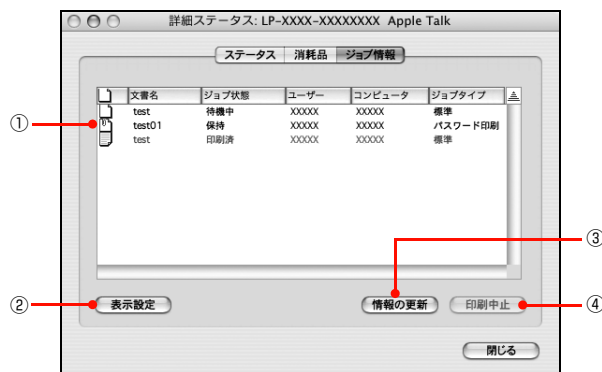 詳細ステータス: LP-XXXX-XXXXXXXX Apple Talk
ステータス 消耗品 ジョブ情報
文書名 ジョブ状態 ユーザー コンピュータ ジョブタイプ
test 待機中 XXXXX XXXXX 標準
① test01 保持 XXXXX XXXXX パスワード印刷
test 印刷済 XXXXX XXXXX 標準
③
② 表示設定 情報の更新 印刷中止 ④
閉じる